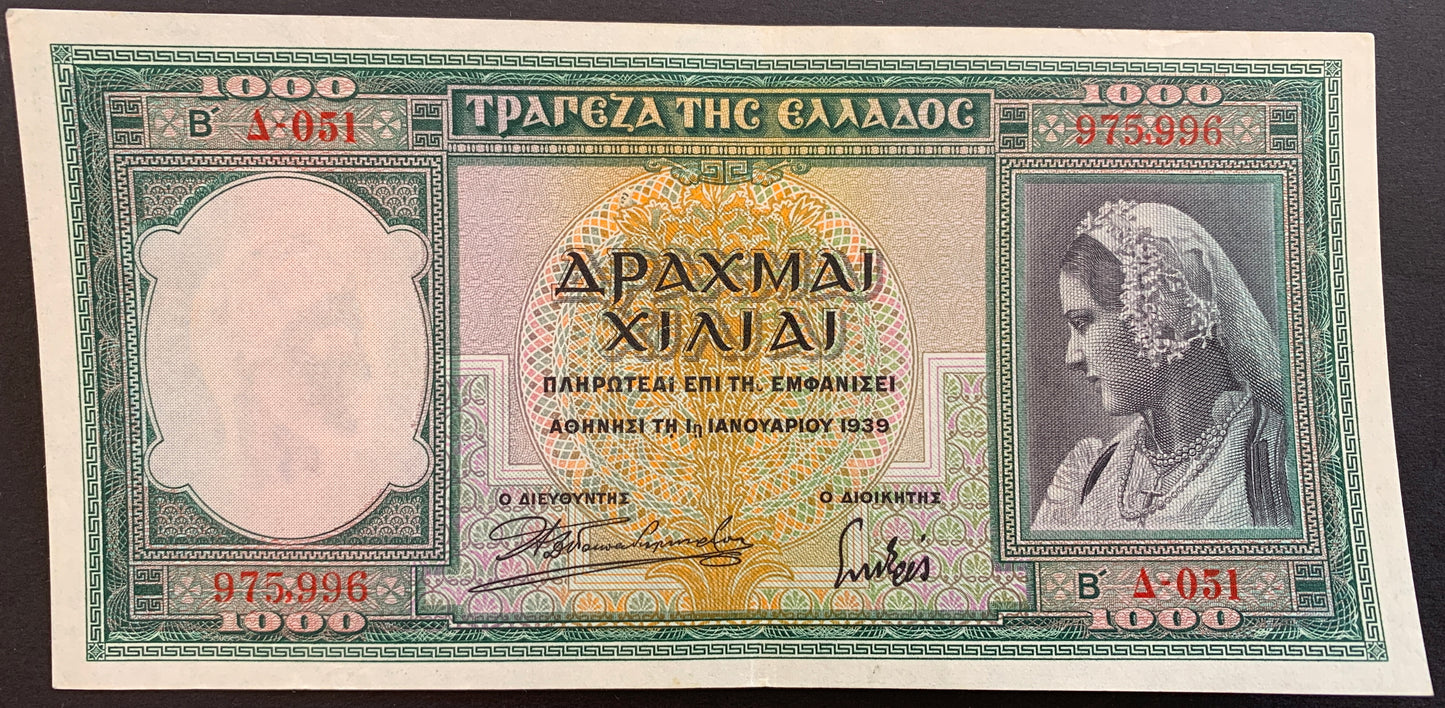 1000
1000
Β΄ Δ-051
ΤΡΑΠΕΖΑ ΤΗΣ ΕΛΛΑΔΟΣ
975,996
ΔΡΑΧΜΑΙ
ΧΙΛΙΑΙ
ΠΛΗΡΩΤΕΑΙ ΕΠΙ ΤΗι ΕΜΦΑΝΙΣΕΙ
ΑΘΗΝΗΣΙ ΤΗ 1η ΙΑΝΟΥΑΡΙΟΥ 1939
Ο ΔΙΕΥΘΥΝΤΗΣ
Ο ΔΙΟΙΚΗΤΗΣ
975,996
Β΄ Δ-051
1000
1000